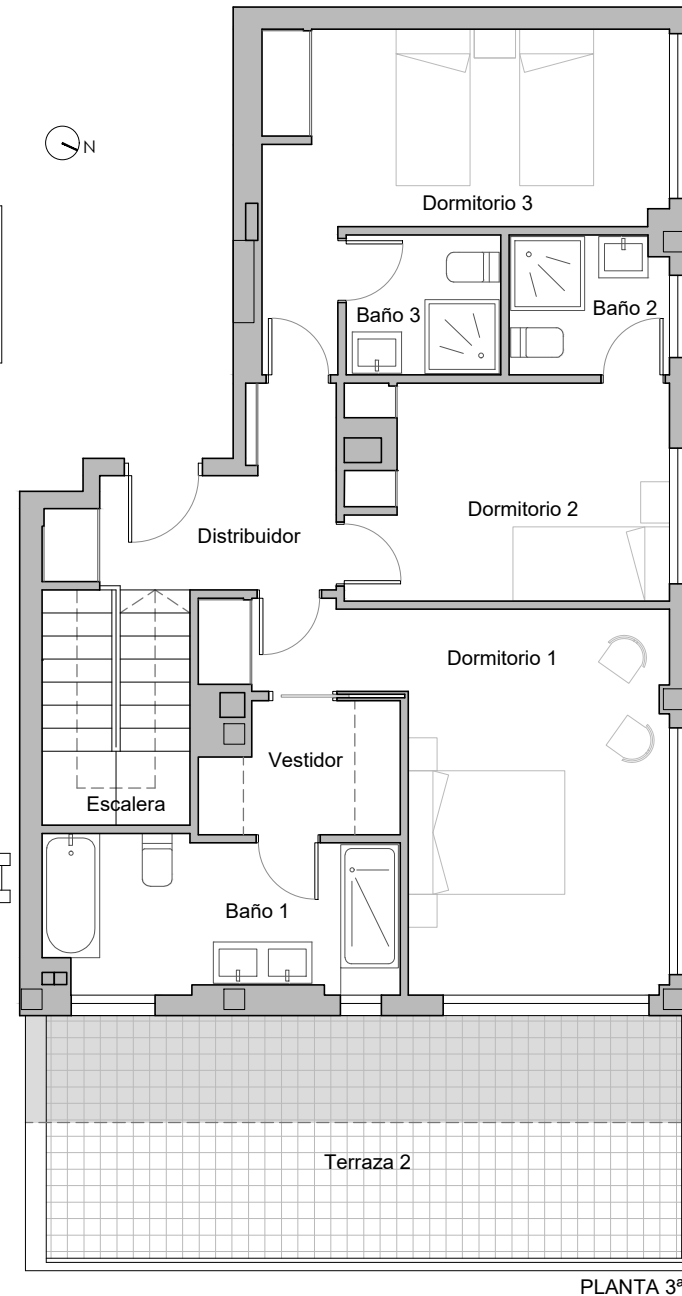 N
Dormitorio 3
Baño 3
Baño 2
Dormitorio 2
Distribuidor
Dormitorio 1
Vestidor
Escalera
Baño 1
Terraza 2
PLANTA 3ª